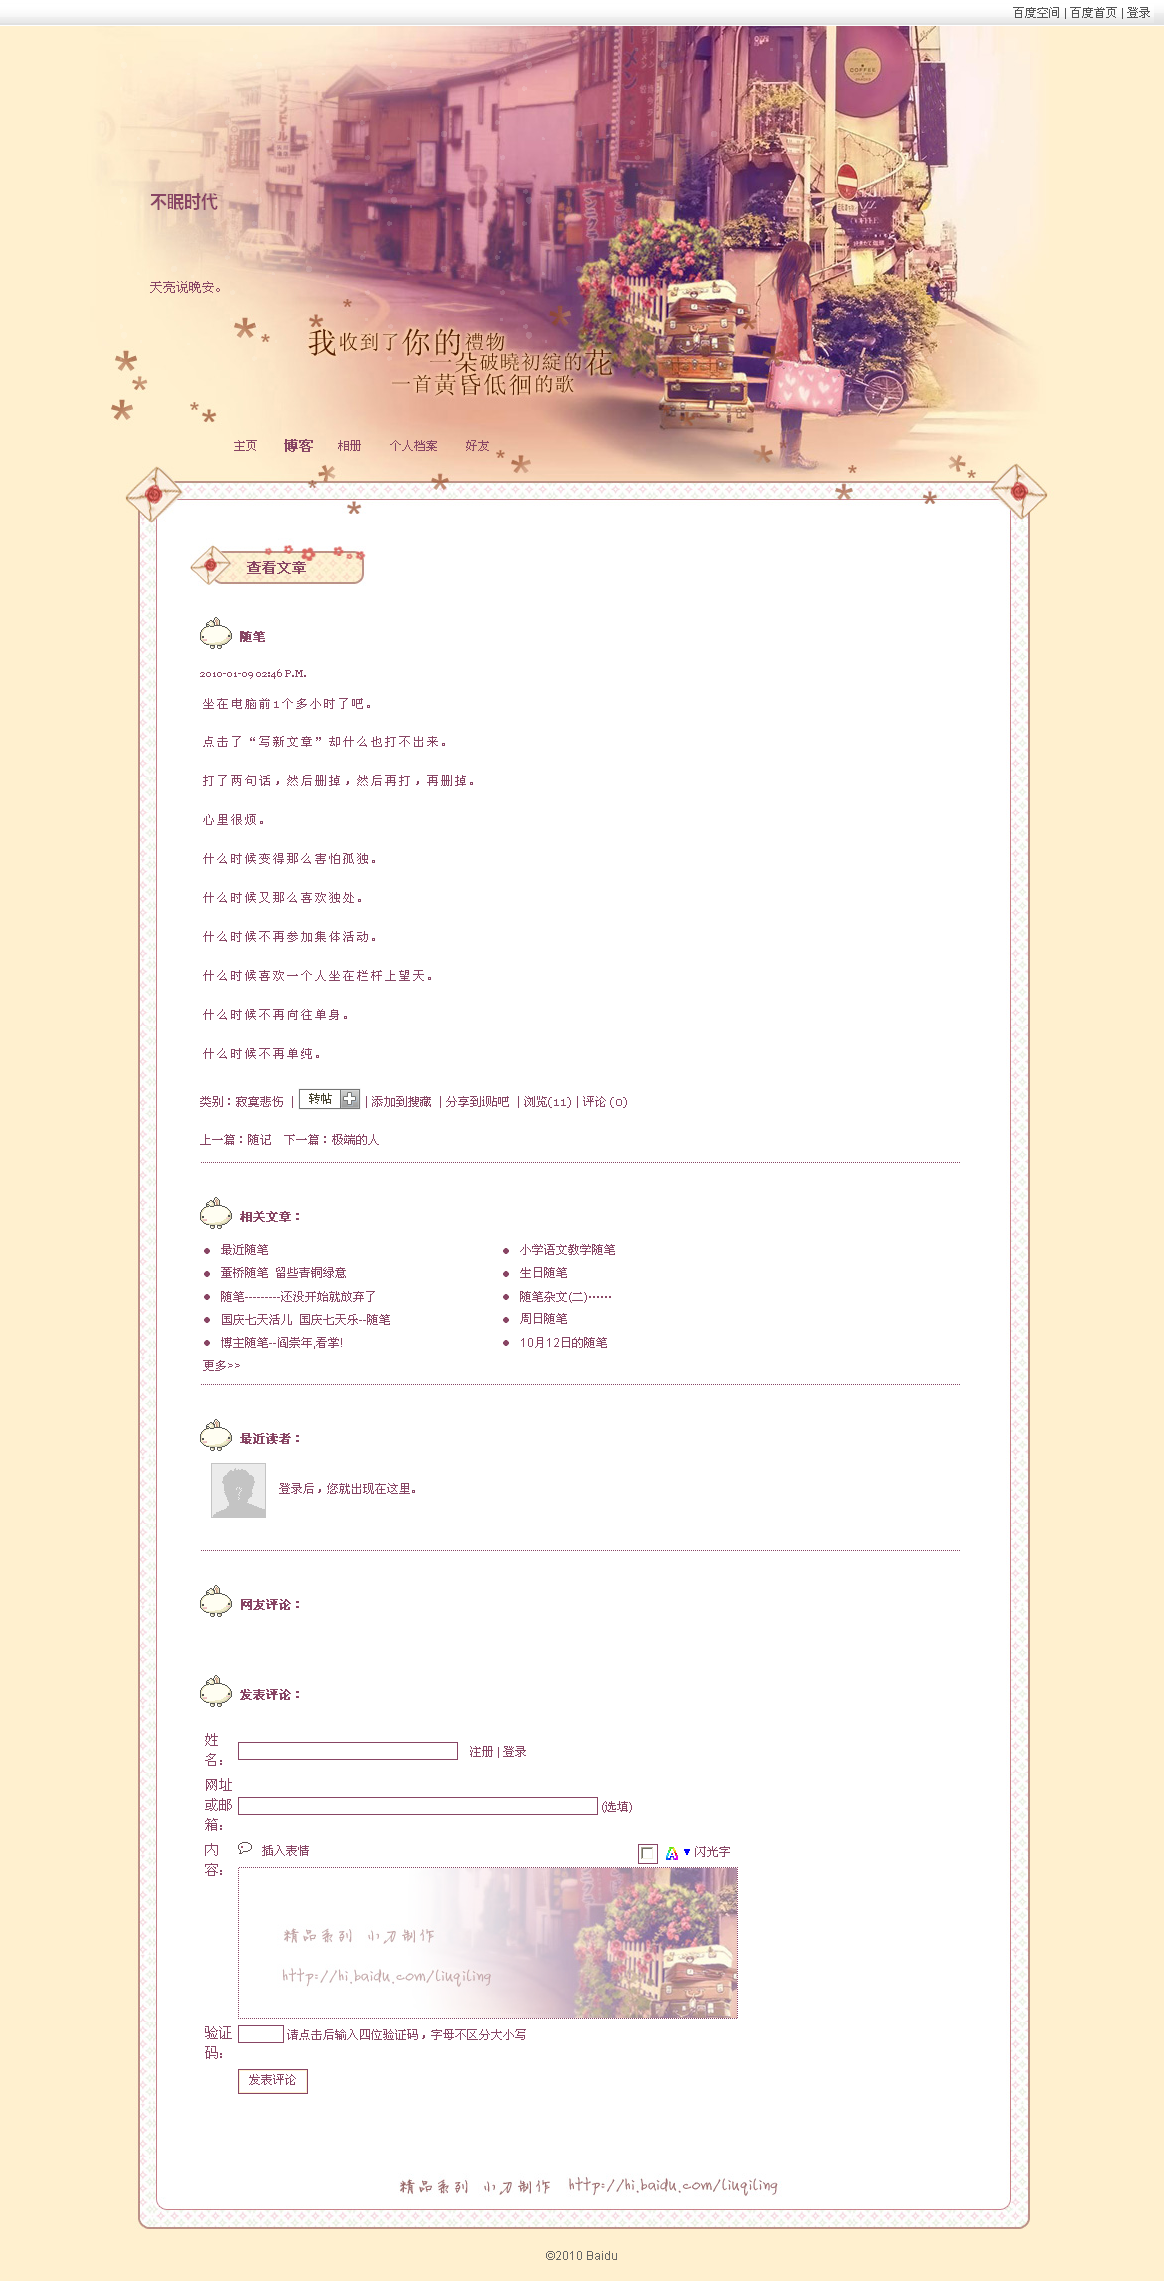 百度空间 | 百度首页 | 登录
不眠时代
天亮说晚安。
我收到了你的禮物
一朵破曉初綻的花
一首黃昏低徊的歌
COFFEE
主页 博客 相册 个人档案 好友
查看文章
随笔
2010-01-09 02:46 P.M.
坐在电脑前1个多小时了吧。
点击了“写新文章”却什么也打不出来。
打了两句话，然后删掉，然后再打，再删掉。
心里很烦。
什么时候变得那么害怕孤独。
什么时候又那么喜欢独处。
什么时候不再参加集体活动。
什么时候喜欢一个人坐在栏杆上望天。
什么时候不再向往单身。
什么时候不再单纯。
类别：寂寞悲伤 | 转帖 | 添加到搜藏 | 分享到i贴吧 | 浏览(11) | 评论 (0)
上一篇：随记 下一篇：极端的人
相关文章：
最近随笔 小学语文教学随笔
董桥随笔 留些青铜绿意 生日随笔
随笔---------还没开始就放弃了 随笔杂文(二)……
国庆七天活儿 国庆七天乐--随笔 周日随笔
博主随笔--阎崇年,看掌! 10月12日的随笔
更多>>
最近读者：
登录后，您就出现在这里。
网友评论：
发表评论：
姓名： 注册 | 登录
网址或邮箱： (选填)
内容： 插入表情 闪光字
精品系列 小刀制作
http://hi.baidu.com/liuqiling
验证码： 请点击后输入四位验证码，字母不区分大小写
发表评论
精品系列 小刀制作 http://hi.baidu.com/liuqiling
©2010 Baidu